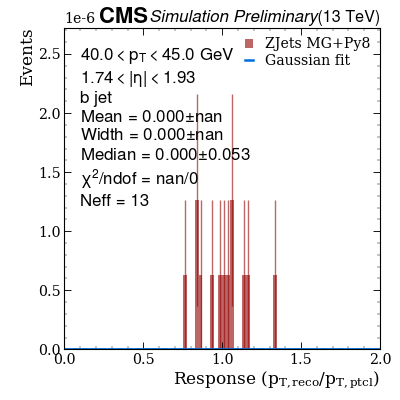 1e-6 CMS Simulation Preliminary (13 TeV)
Events
ZJets MG+Py8
Gaussian fit
40.0 < pT < 45.0 GeV
1.74 < |η| < 1.93
b jet
Mean = 0.000±nan
Width = 0.000±nan
Median = 0.000±0.053
χ²/ndof = nan/0
Neff = 13
2.5
2.0
1.5
1.0
0.5
0.0
0.0 0.5 1.0 1.5 2.0
Response (pT,reco/pT,ptcl)